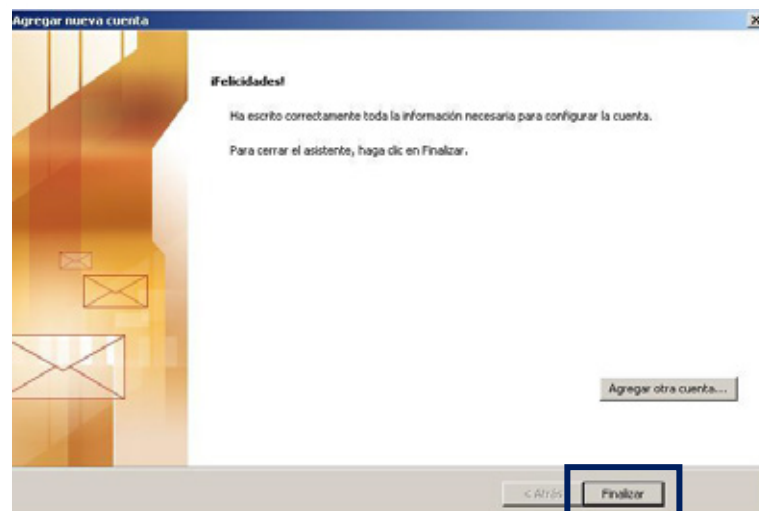 Agregar nueva cuenta
¡Felicidades!
Ha escrito correctamente toda la información necesaria para configurar la cuenta.
Para cerrar el asistente, haga clic en Finalizar.
Agregar otra cuenta...
< Atrás
Finalizar